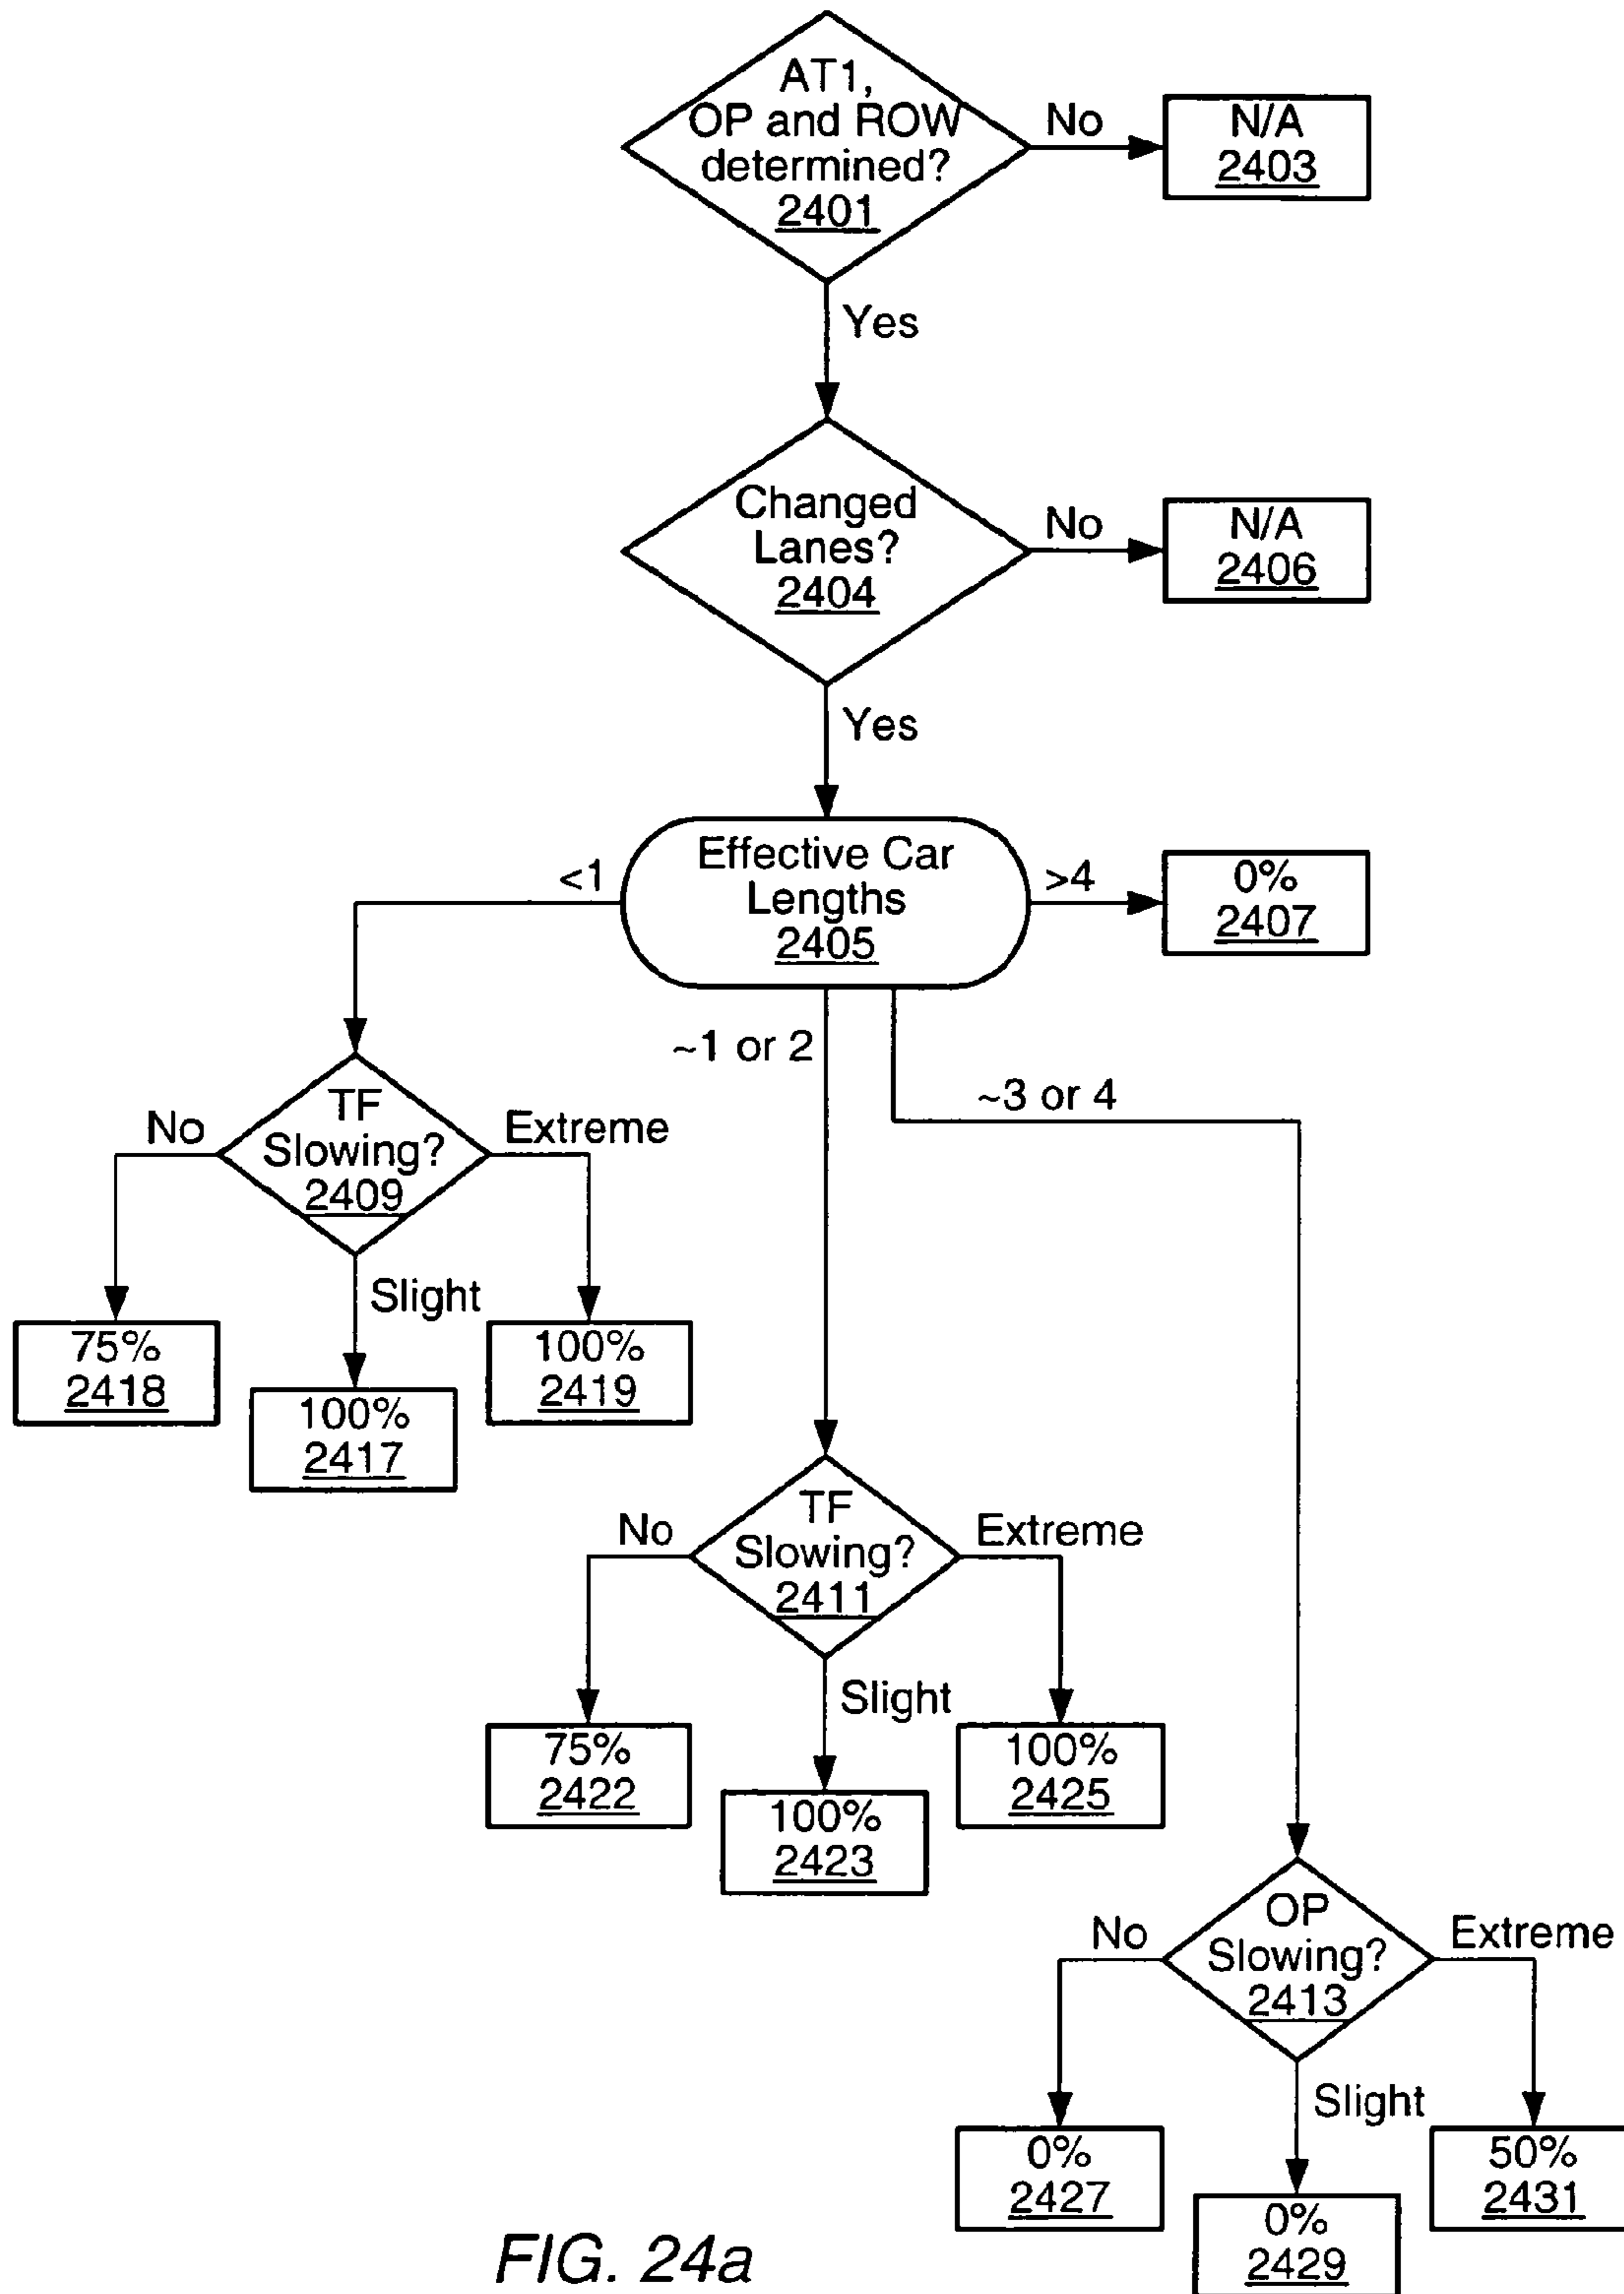 AT1,
OP and ROW
determined?
2401
No
N/A
2403
Yes
Changed
Lanes?
2404
No
N/A
2406
Yes
Effective Car
Lengths
2405
<1
>4
0%
2407
~1 or 2
~3 or 4
TF
Slowing?
2409
No
Extreme
Slight
75%
2418
100%
2417
100%
2419
TF
Slowing?
2411
No
Extreme
Slight
75%
2422
100%
2423
100%
2425
OP
Slowing?
2413
No
Extreme
Slight
0%
2427
0%
2429
50%
2431
FIG. 24a